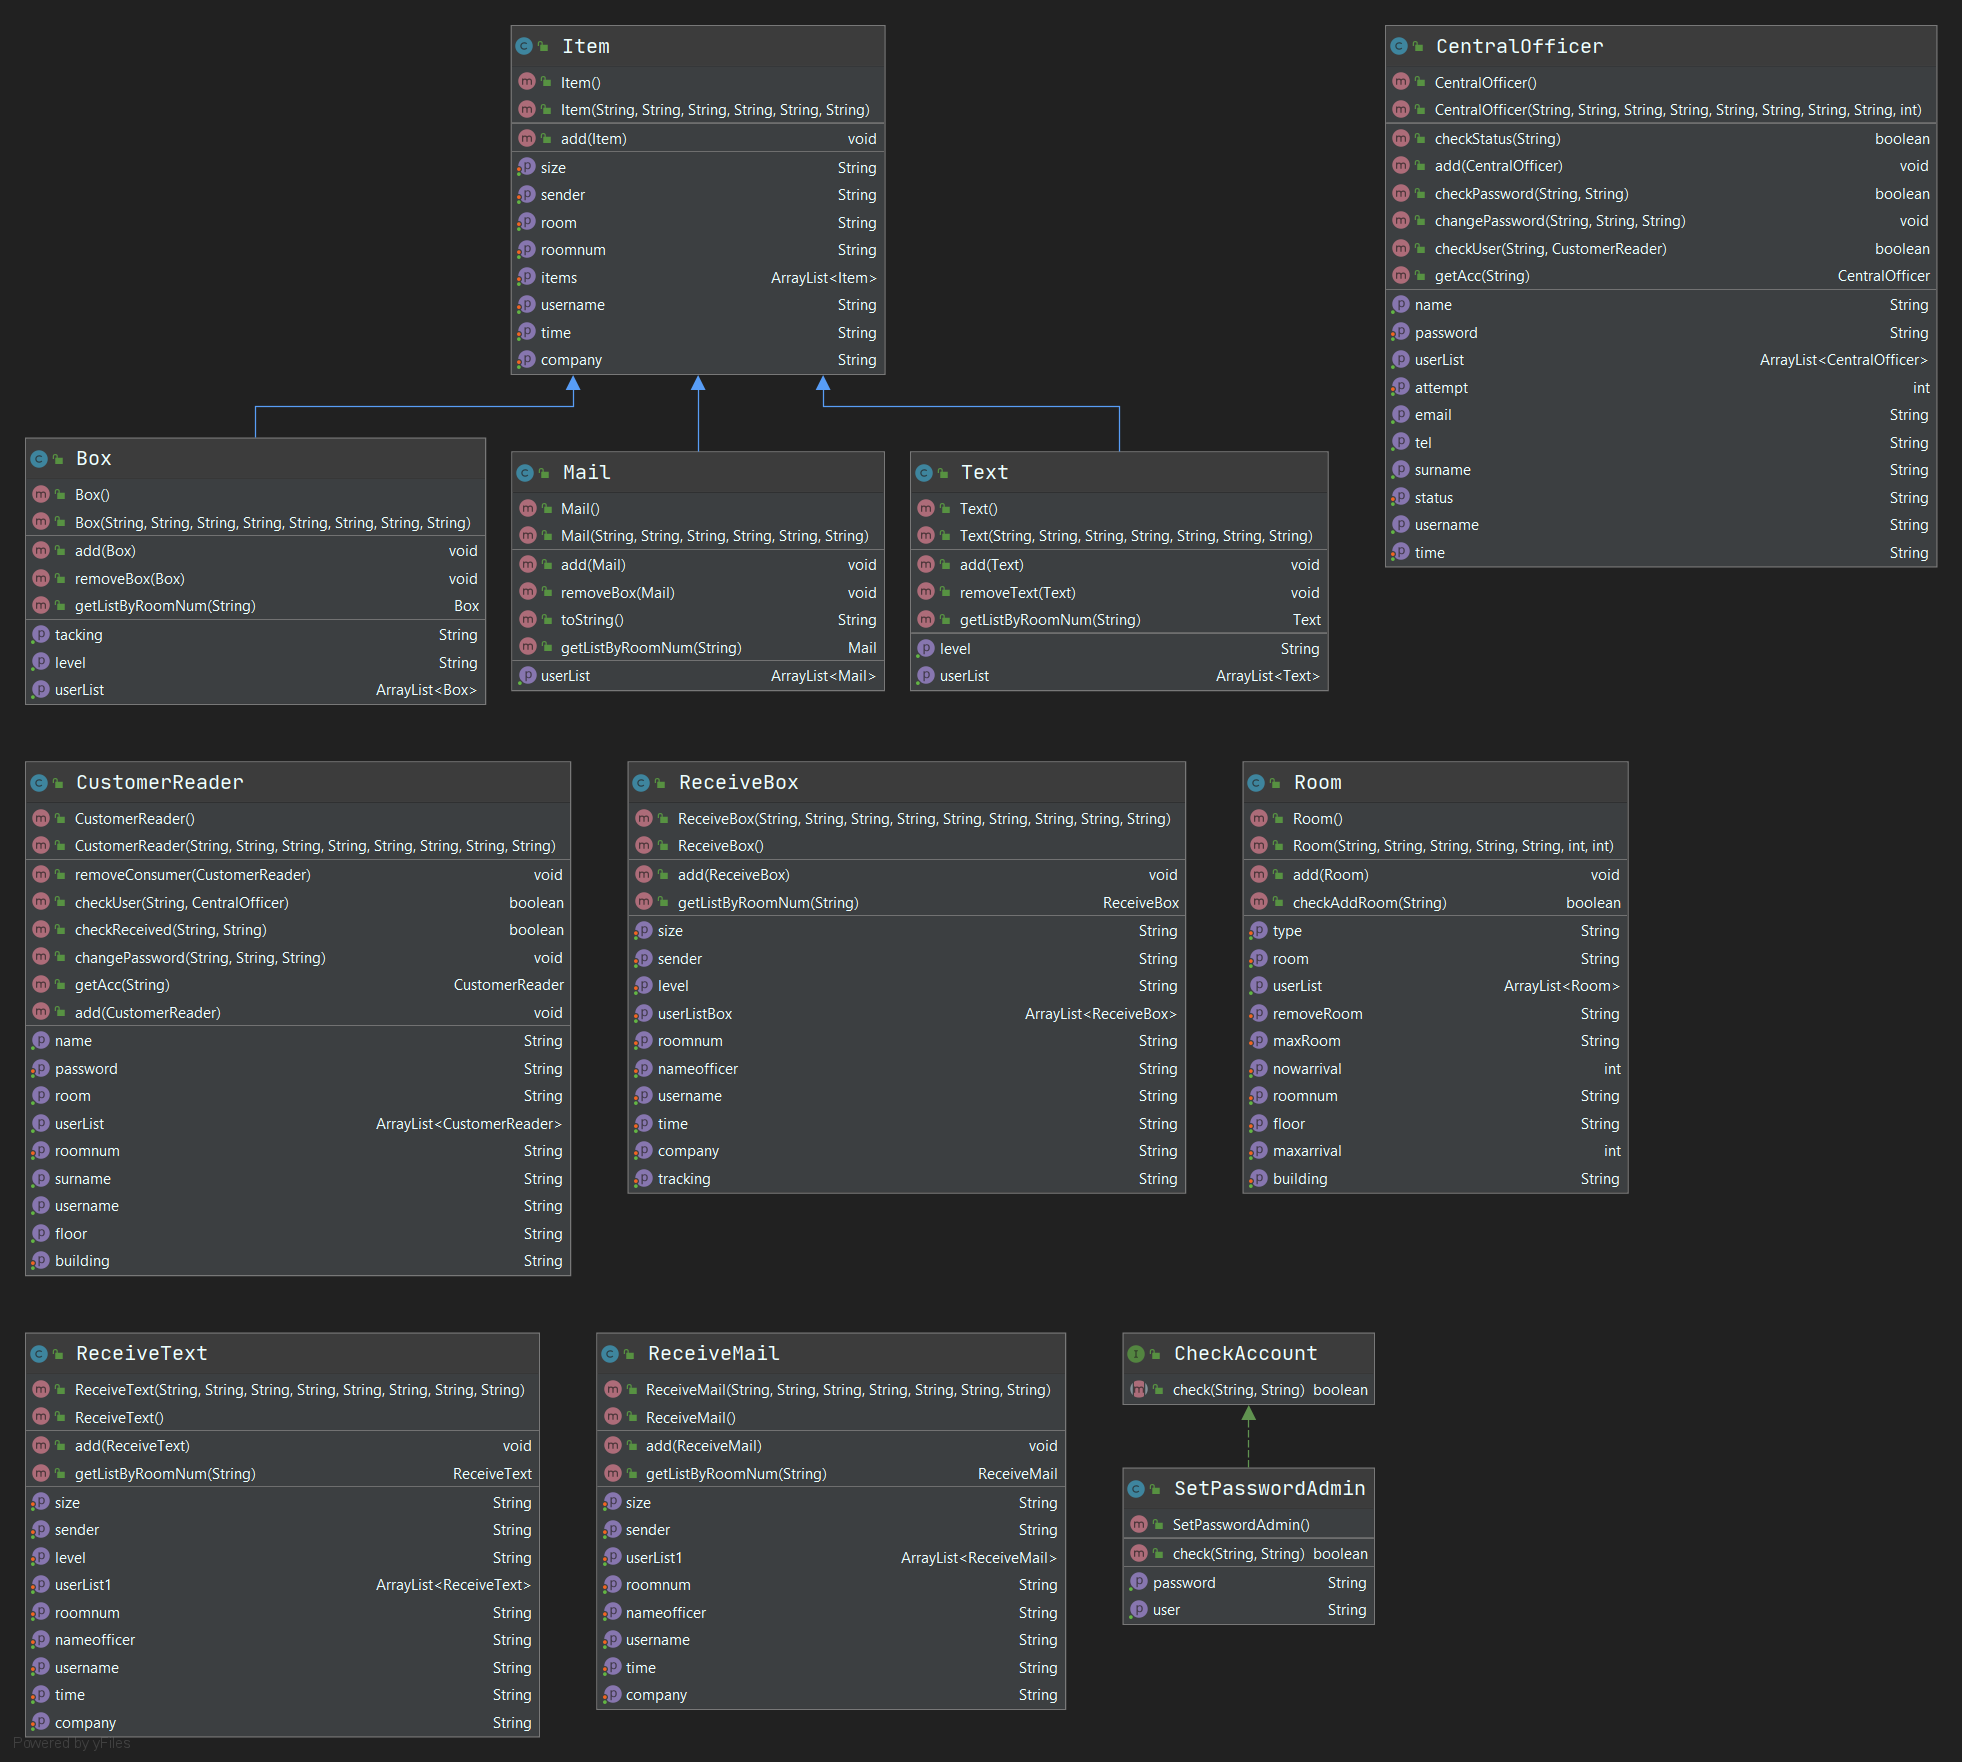 Item
Item()
Item(String, String, String, String, String, String)
add(Item) void
size String
sender String
room String
roomnum String
items ArrayList<Item>
username String
time String
company String
CentralOfficer
CentralOfficer()
CentralOfficer(String, String, String, String, String, String, String, String, int)
checkStatus(String) boolean
add(CentralOfficer) void
checkPassword(String, String) boolean
changePassword(String, String, String) void
checkUser(String, CustomerReader) boolean
getAcc(String) CentralOfficer
name String
password String
userList ArrayList<CentralOfficer>
attempt int
email String
tel String
surname String
status String
username String
time String
Box
Box()
Box(String, String, String, String, String, String, String, String)
add(Box) void
removeBox(Box) void
getListByRoomNum(String) Box
tacking String
level String
userList ArrayList<Box>
Mail
Mail()
Mail(String, String, String, String, String, String)
add(Mail) void
removeBox(Mail) void
toString() String
getListByRoomNum(String) Mail
userList ArrayList<Mail>
Text
Text()
Text(String, String, String, String, String, String, String)
add(Text) void
removeText(Text) void
getListByRoomNum(String) Text
level String
userList ArrayList<Text>
CustomerReader
CustomerReader()
CustomerReader(String, String, String, String, String, String, String, String)
removeConsumer(CustomerReader) void
checkUser(String, CentralOfficer) boolean
checkReceived(String, String) boolean
changePassword(String, String, String) void
getAcc(String) CustomerReader
add(CustomerReader) void
name String
password String
room String
userList ArrayList<CustomerReader>
roomnum String
surname String
username String
floor String
building String
ReceiveBox
ReceiveBox(String, String, String, String, String, String, String, String, String)
ReceiveBox()
add(ReceiveBox) void
getListByRoomNum(String) ReceiveBox
size String
sender String
level String
userListBox ArrayList<ReceiveBox>
roomnum String
nameofficer String
username String
time String
company String
tracking String
Room
Room()
Room(String, String, String, String, String, int, int)
add(Room) void
checkAddRoom(String) boolean
type String
room String
userList ArrayList<Room>
removeRoom String
maxRoom String
nowarrival int
roomnum String
floor String
maxarrival int
building String
ReceiveText
ReceiveText(String, String, String, String, String, String, String, String)
ReceiveText()
add(ReceiveText) void
getListByRoomNum(String) ReceiveText
size String
sender String
level String
userList1 ArrayList<ReceiveText>
roomnum String
nameofficer String
username String
time String
company String
ReceiveMail
ReceiveMail(String, String, String, String, String, String, String)
ReceiveMail()
add(ReceiveMail) void
getListByRoomNum(String) ReceiveMail
size String
sender String
userList1 ArrayList<ReceiveMail>
roomnum String
nameofficer String
username String
time String
company String
CheckAccount
check(String, String) boolean
SetPasswordAdmin
SetPasswordAdmin()
check(String, String) boolean
password String
user String
Powered by yFiles